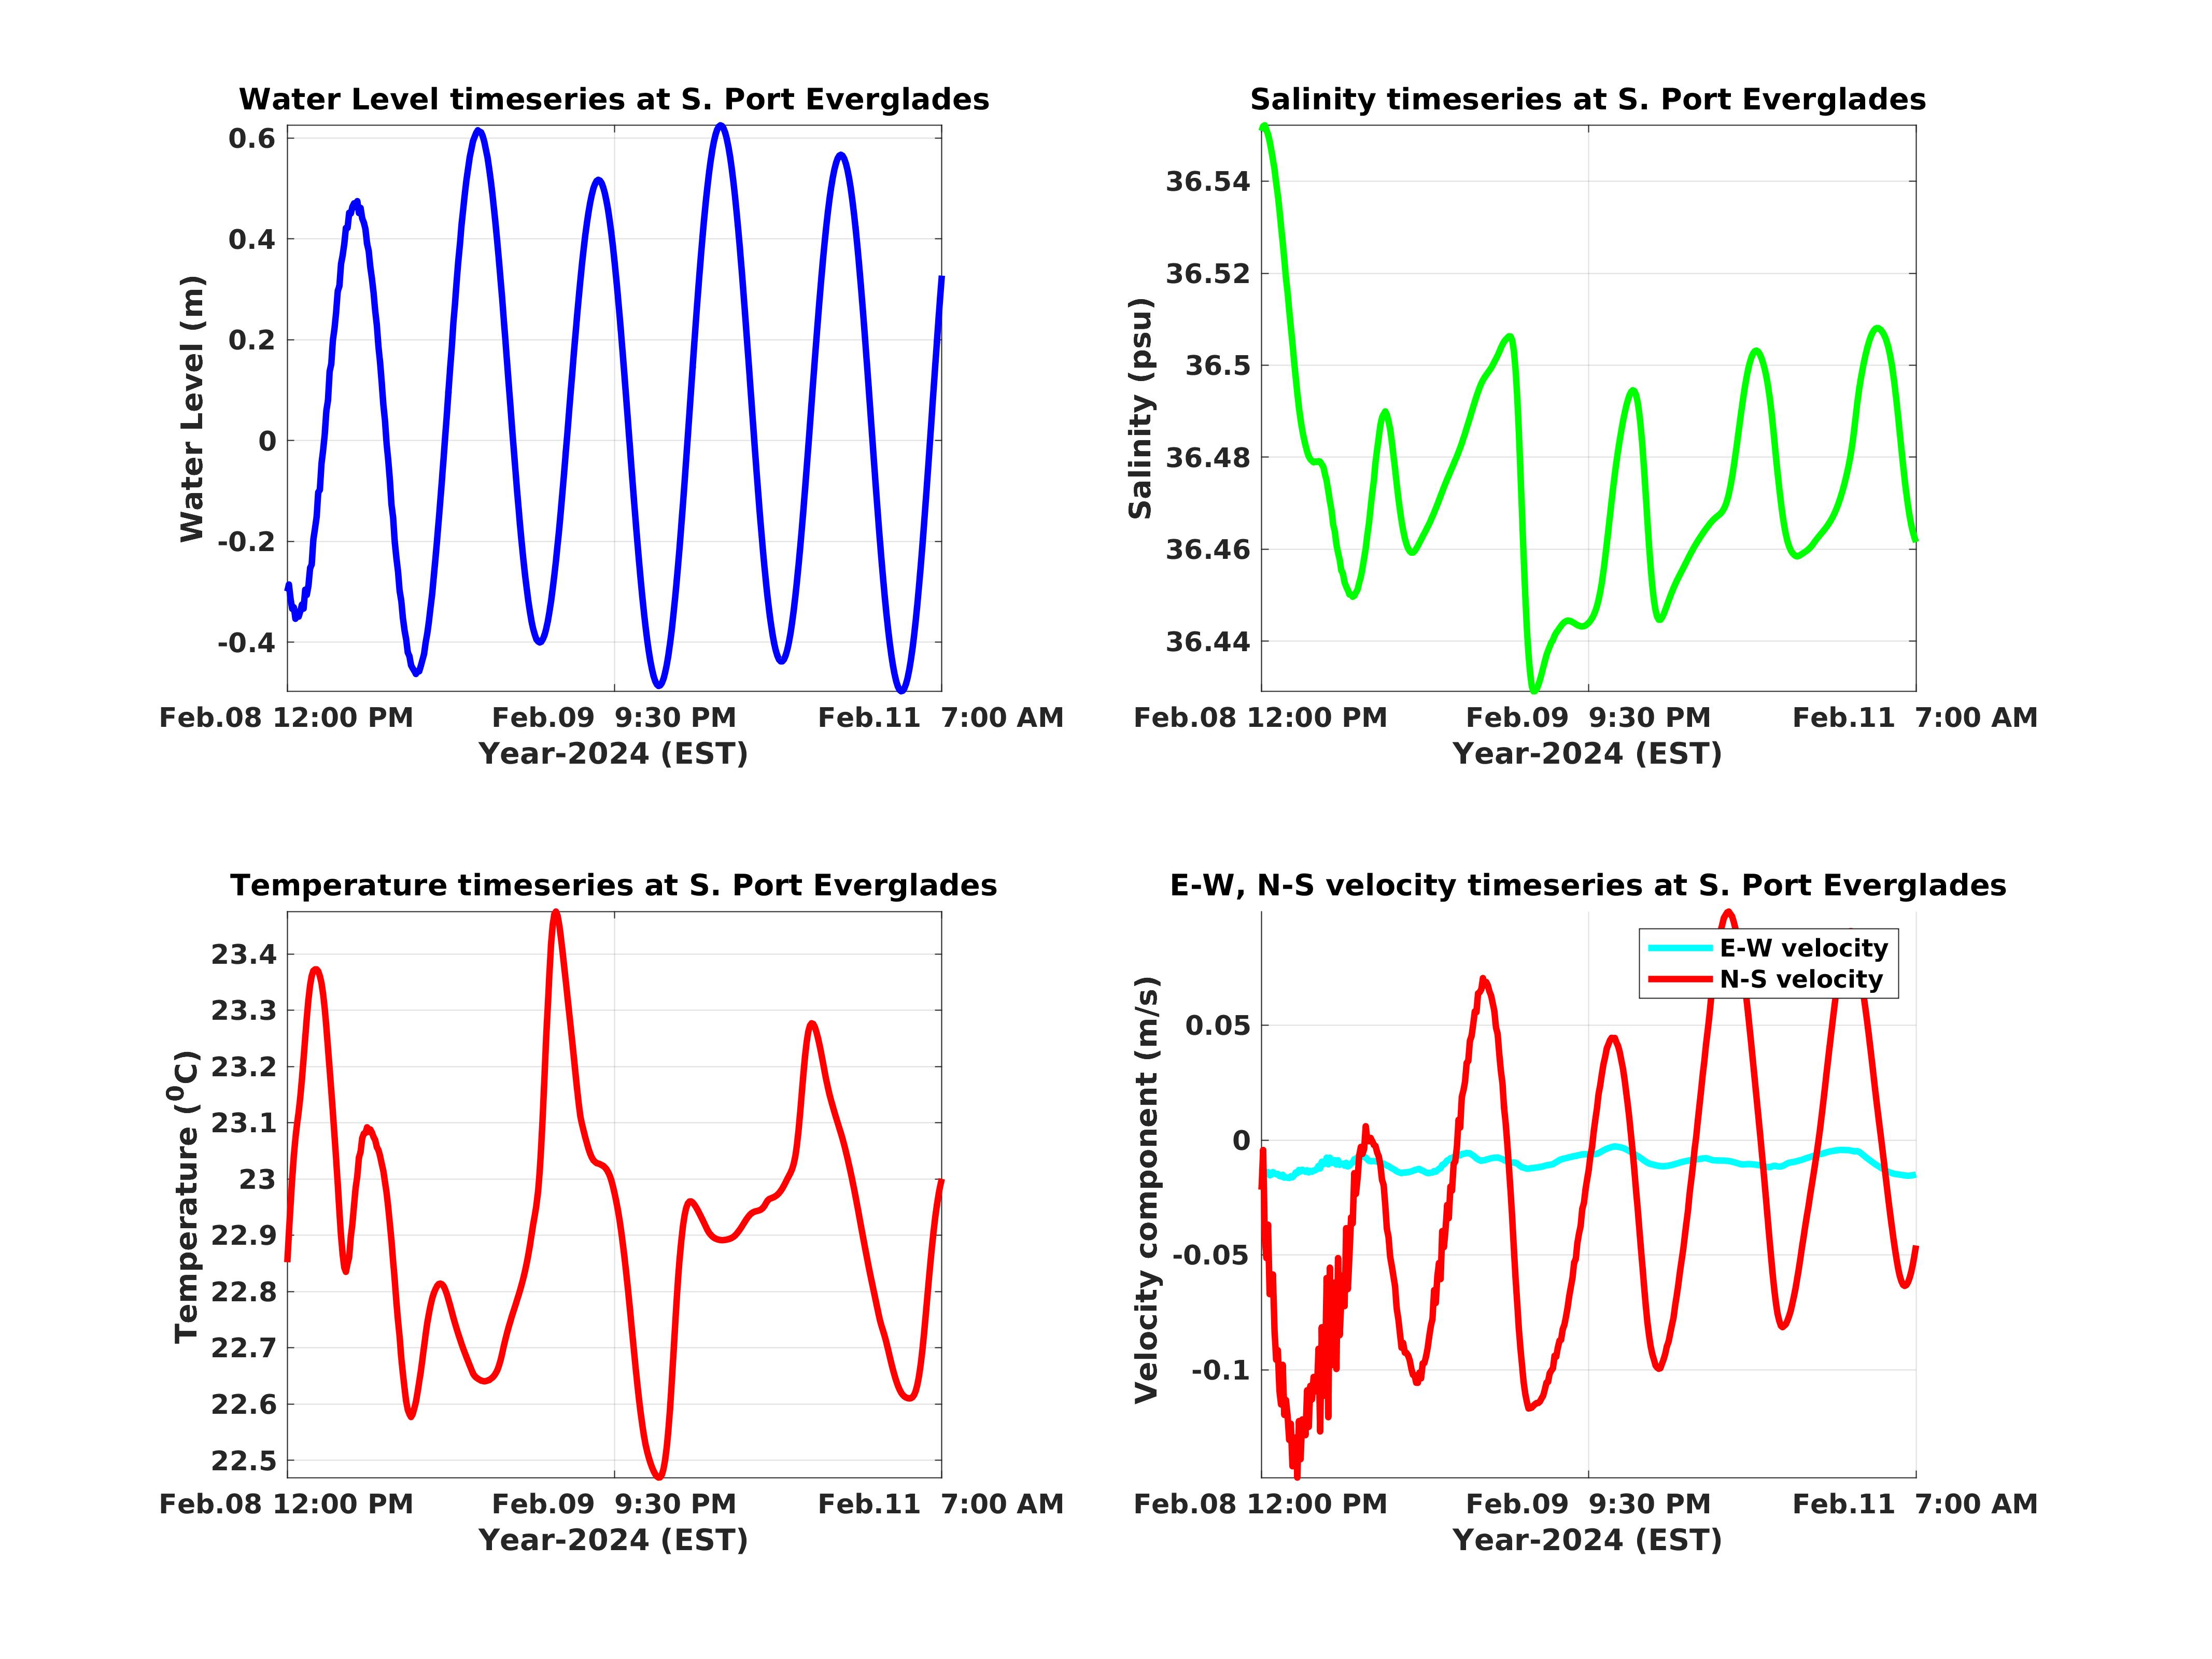 Water Level timeseries at S. Port Everglades
0.6
0.4
0.2
0
-0.2
-0.4
Water Level (m)
Feb.08 12:00 PM
Feb.09  9:30 PM
Feb.11  7:00 AM
Year-2024 (EST)
Salinity timeseries at S. Port Everglades
36.54
36.52
36.5
36.48
36.46
36.44
Salinity (psu)
Feb.08 12:00 PM
Feb.09  9:30 PM
Feb.11  7:00 AM
Year-2024 (EST)
Temperature timeseries at S. Port Everglades
23.4
23.3
23.2
23.1
23
22.9
22.8
22.7
22.6
22.5
Temperature (⁰C)
Feb.08 12:00 PM
Feb.09  9:30 PM
Feb.11  7:00 AM
Year-2024 (EST)
E-W, N-S velocity timeseries at S. Port Everglades
E-W velocity
N-S velocity
0.05
0
-0.05
-0.1
Velocity component (m/s)
Feb.08 12:00 PM
Feb.09  9:30 PM
Feb.11  7:00 AM
Year-2024 (EST)